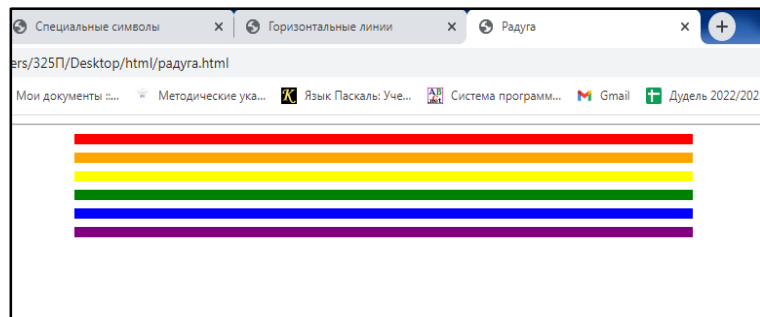 Специальные символы × Горизонтальные линии × Радуга × +
ers/325П/Desktop/html/радуга.html
Мои документы ::... Методические ука... K Язык Паскаль: Уче... Система программ... Gmail Дудель 2022/202